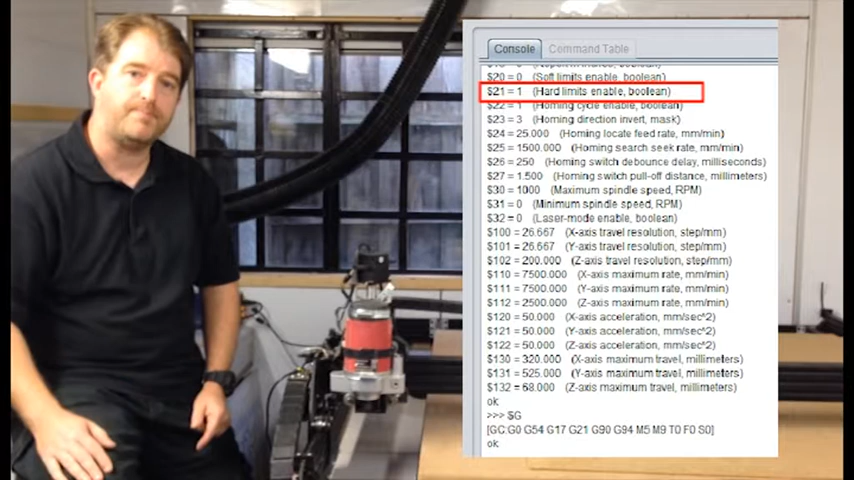 Console Command Table
$20 = 0 (Soft limits enable, boolean)
$21 = 1 (Hard limits enable, boolean)
$22 = 1 (Homing cycle enable, boolean)
$23 = 3 (Homing direction invert, mask)
$24 = 25.000 (Homing locate feed rate, mm/min)
$25 = 1500.000 (Homing search seek rate, mm/min)
$26 = 250 (Homing switch debounce delay, milliseconds)
$27 = 1.500 (Homing switch pull-off distance, millimeters)
$30 = 1000 (Maximum spindle speed, RPM)
$31 = 0 (Minimum spindle speed, RPM)
$32 = 0 (Laser-mode enable, boolean)
$100 = 26.667 (X-axis travel resolution, step/mm)
$101 = 26.667 (Y-axis travel resolution, step/mm)
$102 = 200.000 (Z-axis travel resolution, step/mm)
$110 = 7500.000 (X-axis maximum rate, mm/min)
$111 = 7500.000 (Y-axis maximum rate, mm/min)
$112 = 2500.000 (Z-axis maximum rate, mm/min)
$120 = 50.000 (X-axis acceleration, mm/sec^2)
$121 = 50.000 (Y-axis acceleration, mm/sec^2)
$122 = 50.000 (Z-axis acceleration, mm/sec^2)
$130 = 320.000 (X-axis maximum travel, millimeters)
$131 = 525.000 (Y-axis maximum travel, millimeters)
$132 = 68.000 (Z-axis maximum travel, millimeters)
ok
>>> $G
[GC:G0 G54 G17 G21 G90 G94 M5 M9 T0 F0 S0]
ok